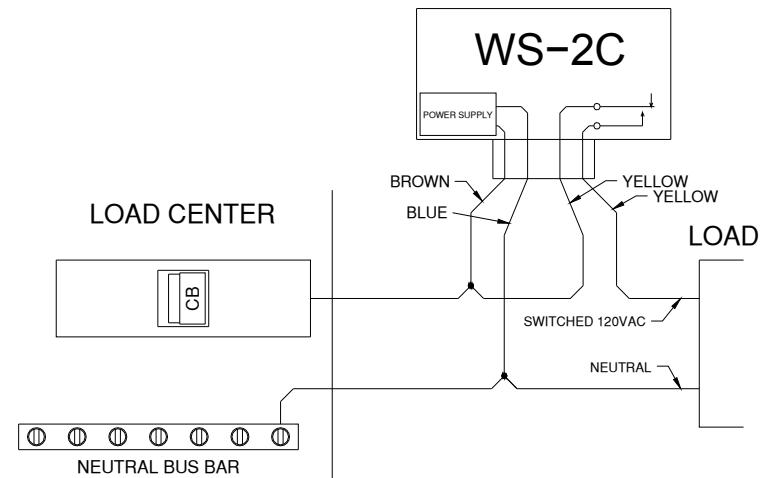 WS-2C
POWER SUPPLY
BROWN
YELLOW
YELLOW
BLUE
LOAD CENTER
LOAD
CB
SWITCHED 120VAC
NEUTRAL
NEUTRAL BUS BAR